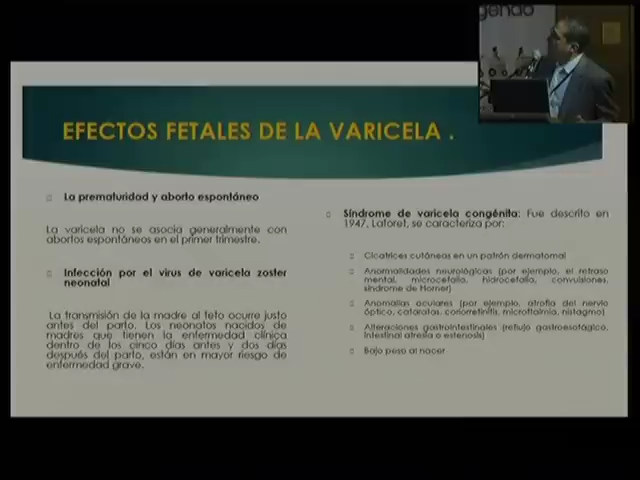 gendo
EFECTOS FETALES DE LA VARICELA .
La prematuridad y aborto espontáneo
La varicela no se asocia generalmente con
abortos espontáneos en el primer trimestre.
Infección por el virus de varicela zoster
neonatal
La transmisión de la madre al feto ocurre justo
antes del parto. Los neonatos nacidos de
madres que tienen la enfermedad clínica
dentro de los cinco días antes y dos días
después del parto, están en mayor riesgo de
enfermedad grave.
Síndrome de varicela congénita: Fue descrito en
1947, Laforet, se caracteriza por:
Cicatrices cutáneas en un patrón dermatomal
Anormalidades neurológicas (por ejemplo, el retraso
mental, microcefalia, hidrocefalia, convulsiones,
síndrome de Horner)
Anomalías oculares (por ejemplo, atrofia del nervio
óptico, cataratas, coriorretinitis, microftalmia, nistagmo)
Alteraciones gastrointestinales (reflujo gastroesofágico,
intestinal atresia o estenosis)
Bajo peso al nacer